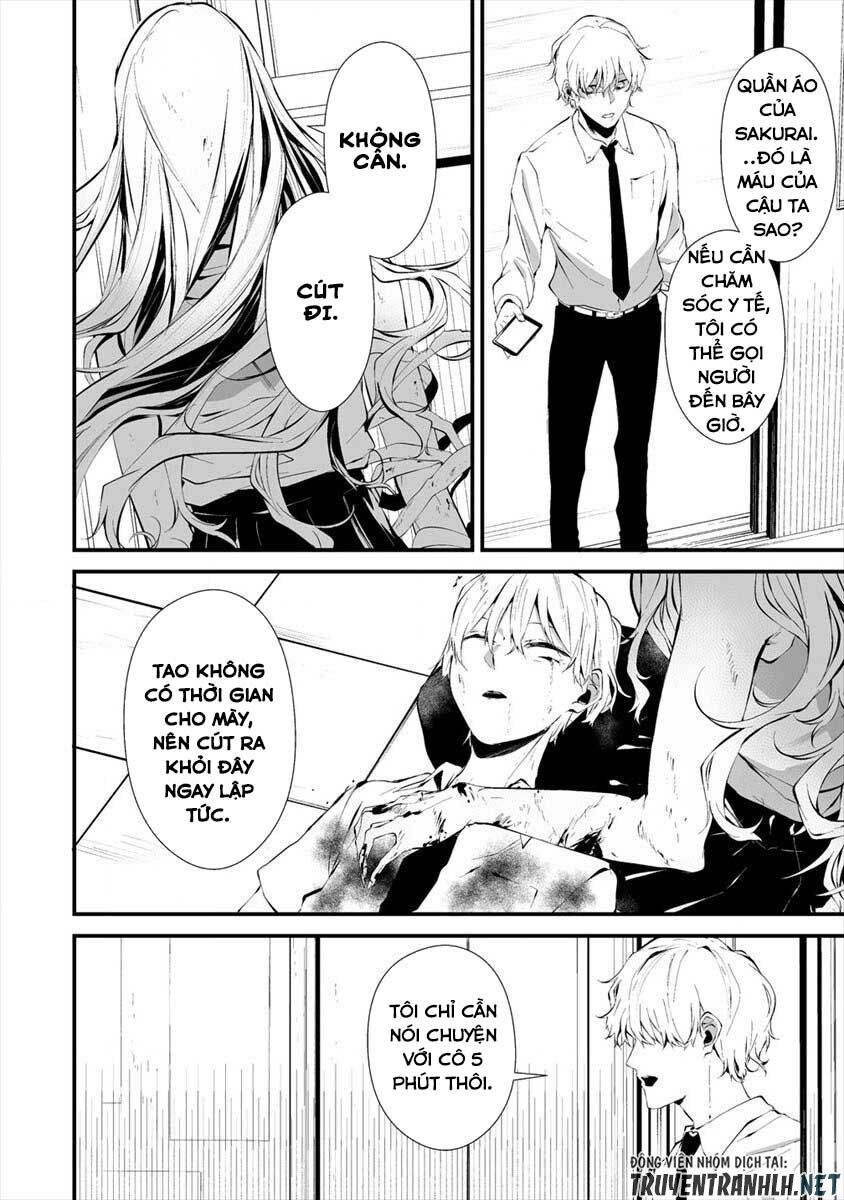 QUẦN ÁO
CỦA
SAKURAI.
..ĐÓ LÀ
MÁU CỦA
CẬU TA
SAO?
NẾU CẦN
CHĂM
SÓC Y TẾ,
TÔI CÓ
THỂ GỌI
NGƯỜI
ĐẾN BÂY
GIỜ.
KHÔNG
CẦN.
CÚT
ĐI.
TAO KHÔNG
CÓ THỜI GIAN
CHO MÀY,
NÊN CÚT RA
KHỎI ĐÂY
NGAY LẬP
TỨC.
TÔI CHỈ CẦN
NÓI CHUYỆN
VỚI CÔ 5
PHÚT THÔI.
ĐỘNG VIÊN NHÓM DỊCH TẠI:
TRUYENTRANHLH.NET